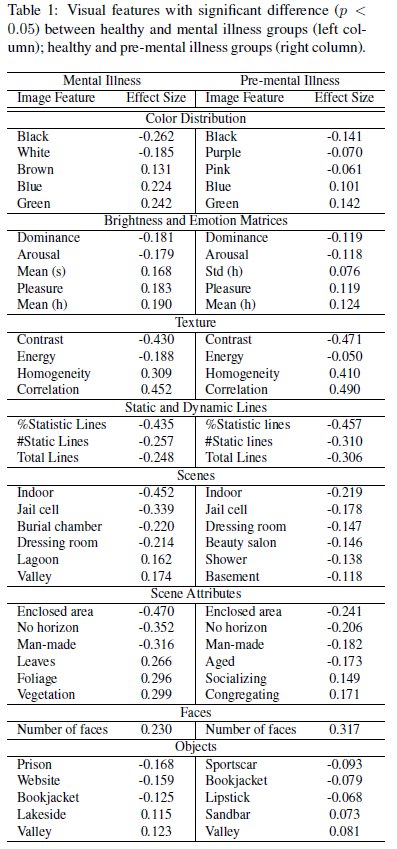 Table 1: Visual features with significant difference (p <
0.05) between healthy and mental illness groups (left col-
umn); healthy and pre-mental illness groups (right column).
Mental Illness Pre-mental Illness
Image Feature Effect Size Image Feature Effect Size
Color Distribution
Black -0.262 Black -0.141
White -0.185 Purple -0.070
Brown 0.131 Pink -0.061
Blue 0.224 Blue 0.101
Green 0.242 Green 0.142
Brightness and Emotion Matrices
Dominance -0.181 Dominance -0.119
Arousal -0.179 Arousal -0.118
Mean (s) 0.168 Std (h) 0.076
Pleasure 0.183 Pleasure 0.119
Mean (h) 0.190 Mean (h) 0.124
Texture
Contrast -0.430 Contrast -0.471
Energy -0.188 Energy -0.050
Homogeneity 0.309 Homogeneity 0.410
Correlation 0.452 Correlation 0.490
Static and Dynamic Lines
%Statistic Lines -0.435 %Statistic lines -0.457
#Static Lines -0.257 #Static lines -0.310
Total Lines -0.248 Total Lines -0.306
Scenes
Indoor -0.452 Indoor -0.219
Jail cell -0.339 Jail cell -0.178
Burial chamber -0.220 Dressing room -0.147
Dressing room -0.214 Beauty salon -0.146
Lagoon 0.162 Shower -0.138
Valley 0.174 Basement -0.118
Scene Attributes
Enclosed area -0.470 Enclosed area -0.241
No horizon -0.352 No horizon -0.206
Man-made -0.316 Man-made -0.182
Leaves 0.266 Aged -0.173
Foliage 0.296 Socializing 0.149
Vegetation 0.299 Congregating 0.171
Faces
Number of faces 0.230 Number of faces 0.317
Objects
Prison -0.168 Sportscar -0.093
Website -0.159 Bookjacket -0.079
Bookjacket -0.125 Lipstick -0.068
Lakeside 0.115 Sandbar 0.073
Valley 0.123 Valley 0.081